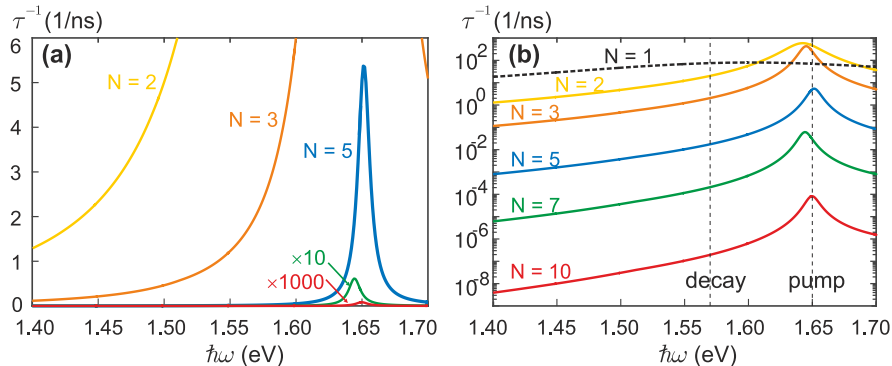 τ⁻¹ (1/ns)
(a)
6
5
4
3
2
1
0
N = 2
N = 3
N = 5
×10
×1000
1.40
1.45
1.50
1.55
1.60
1.65
1.70
ħω (eV)
τ⁻¹ (1/ns)
(b)
10²
10⁰
10⁻²
10⁻⁴
10⁻⁶
10⁻⁸
N = 1
N = 2
N = 3
N = 5
N = 7
N = 10
decay
pump
1.40
1.45
1.50
1.55
1.60
1.65
1.70
ħω (eV)